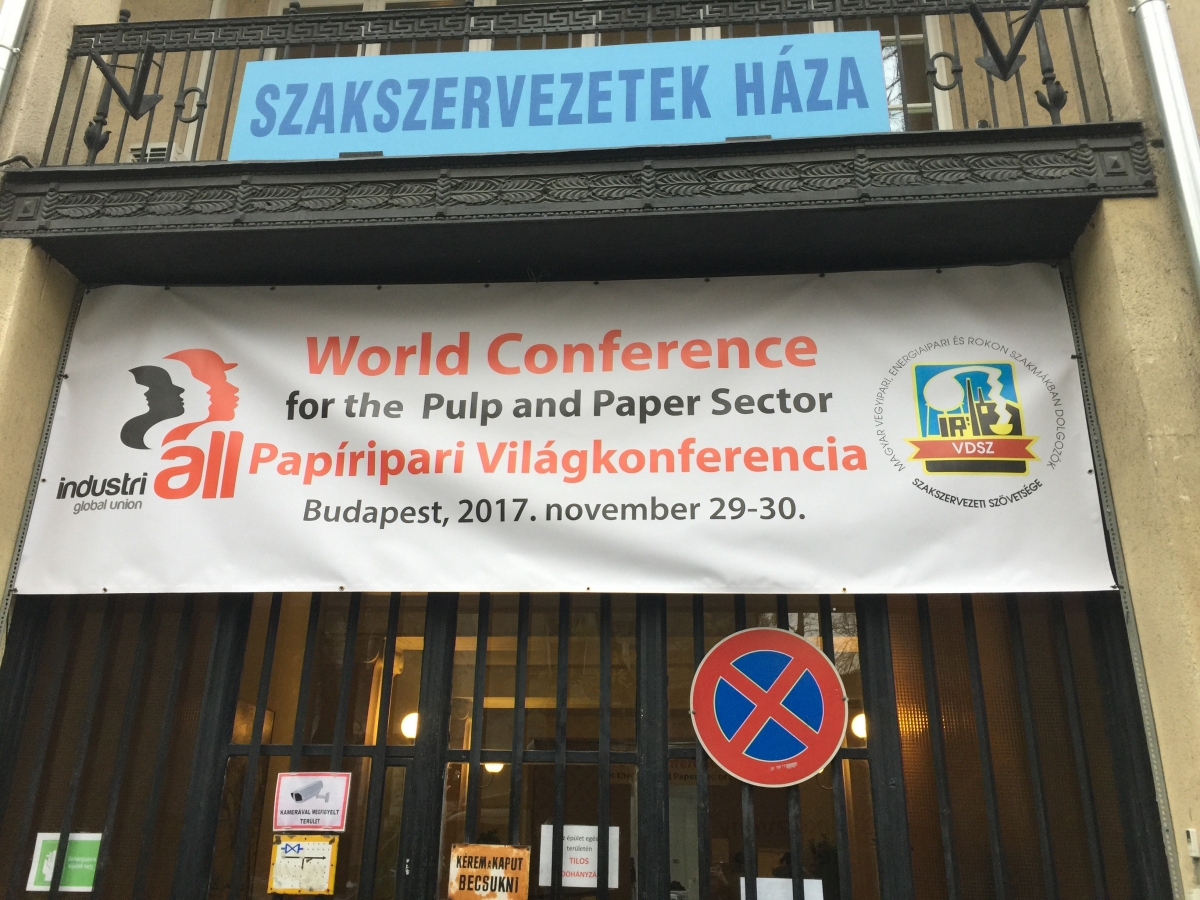 SZAKSZERVEZETEK HÁZA
World Conference
for the Pulp and Paper Sector
Papíripari Világkonferencia
Budapest, 2017. november 29-30.
industri
all
global union
MAGYAR VEGYIPARI, ENERGIAIPARI ÉS ROKON SZAKMÁKBAN DOLGOZÓK
VDSZ
SZAKSZERVEZETI SZÖVETSÉGE
KAMERÁVAL MEGFIGYELT
TERÜLET
KÉREM A KAPUT
BECSUKNI
épület
területén
TILOS